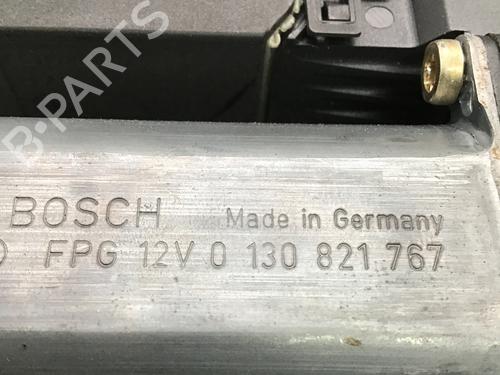 B-PARTS
BOSCH Made in Germany
FPG 12V 0 130 821 767